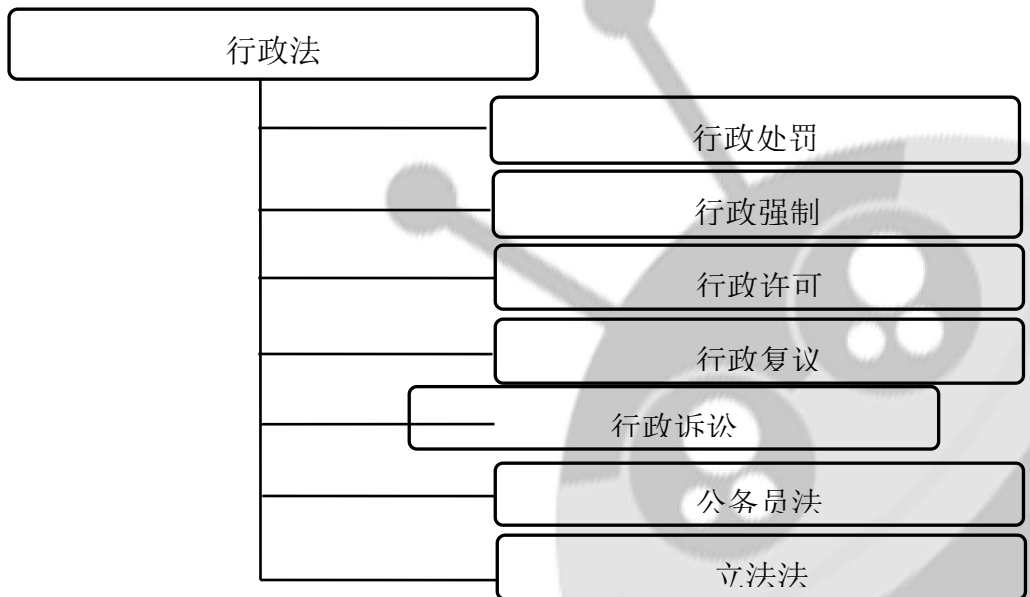 行政法
行政处罚
行政强制
行政许可
行政复议
行政诉讼
公务员法
立法法